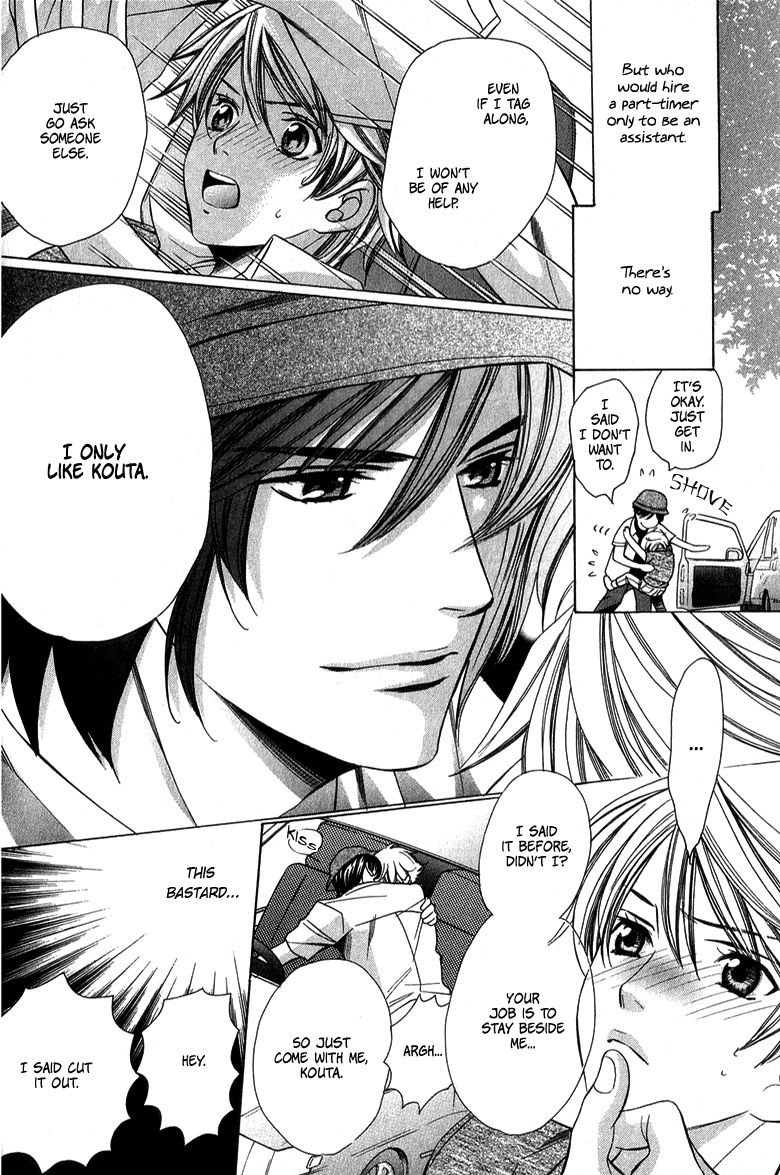 But who
would hire
a part-timer
only to be an
assistant.
There's
no way.
IT'S
OKAY.
JUST
GET
IN.
I
SAID
I DON'T
WANT
TO.
SHOVE
EVEN
IF I TAG
ALONG,
I WON'T
BE OF ANY
HELP.
JUST
GO ASK
SOMEONE
ELSE.
I ONLY
LIKE KOUTA.
...
I SAID
IT BEFORE,
DIDN'T I?
YOUR
JOB IS TO
STAY BESIDE
ME...
KISS
ARGH...
SO JUST
COME WITH ME,
KOUTA.
THIS
BASTARD...
HEY.
I SAID CUT
IT OUT.